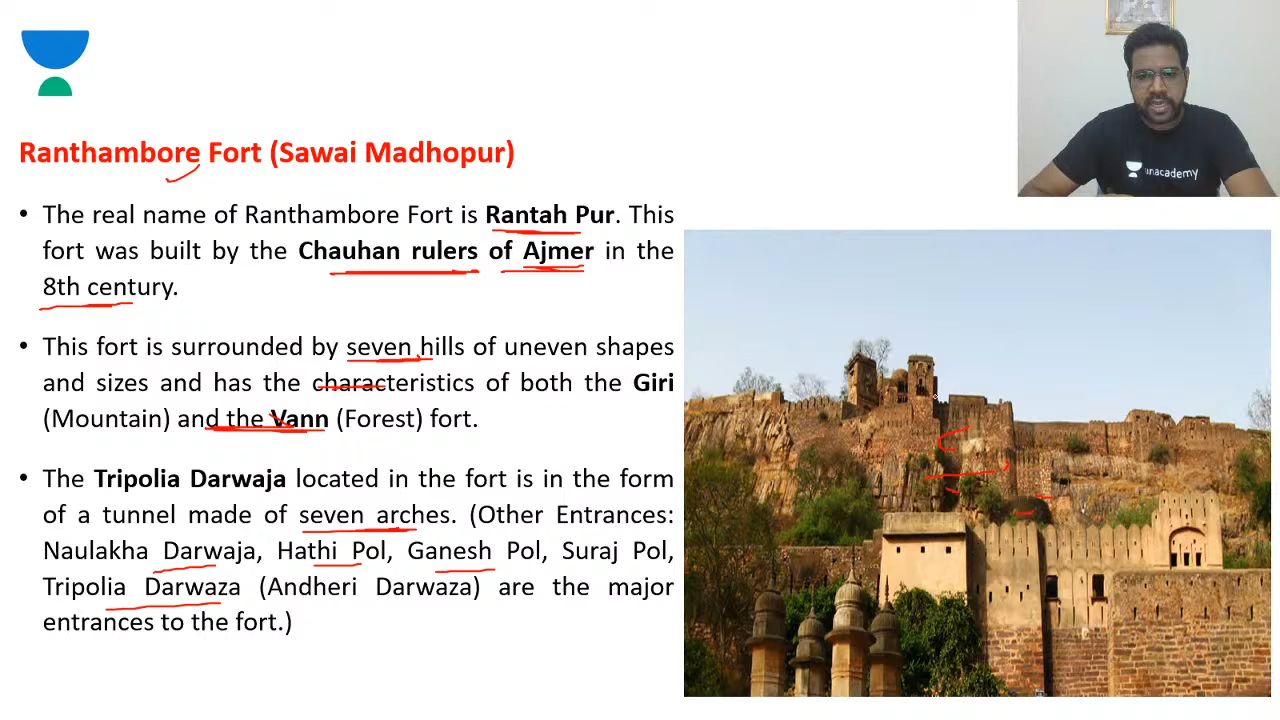 unacademy
Ranthambore Fort (Sawai Madhopur)
• The real name of Ranthambore Fort is Rantah Pur. This
fort was built by the Chauhan rulers of Ajmer in the
8th century.
• This fort is surrounded by seven hills of uneven shapes
and sizes and has the characteristics of both the Giri
(Mountain) and the Vann (Forest) fort.
• The Tripolia Darwaja located in the fort is in the form
of a tunnel made of seven arches. (Other Entrances:
Naulakha Darwaja, Hathi Pol, Ganesh Pol, Suraj Pol,
Tripolia Darwaza (Andheri Darwaza) are the major
entrances to the fort.)